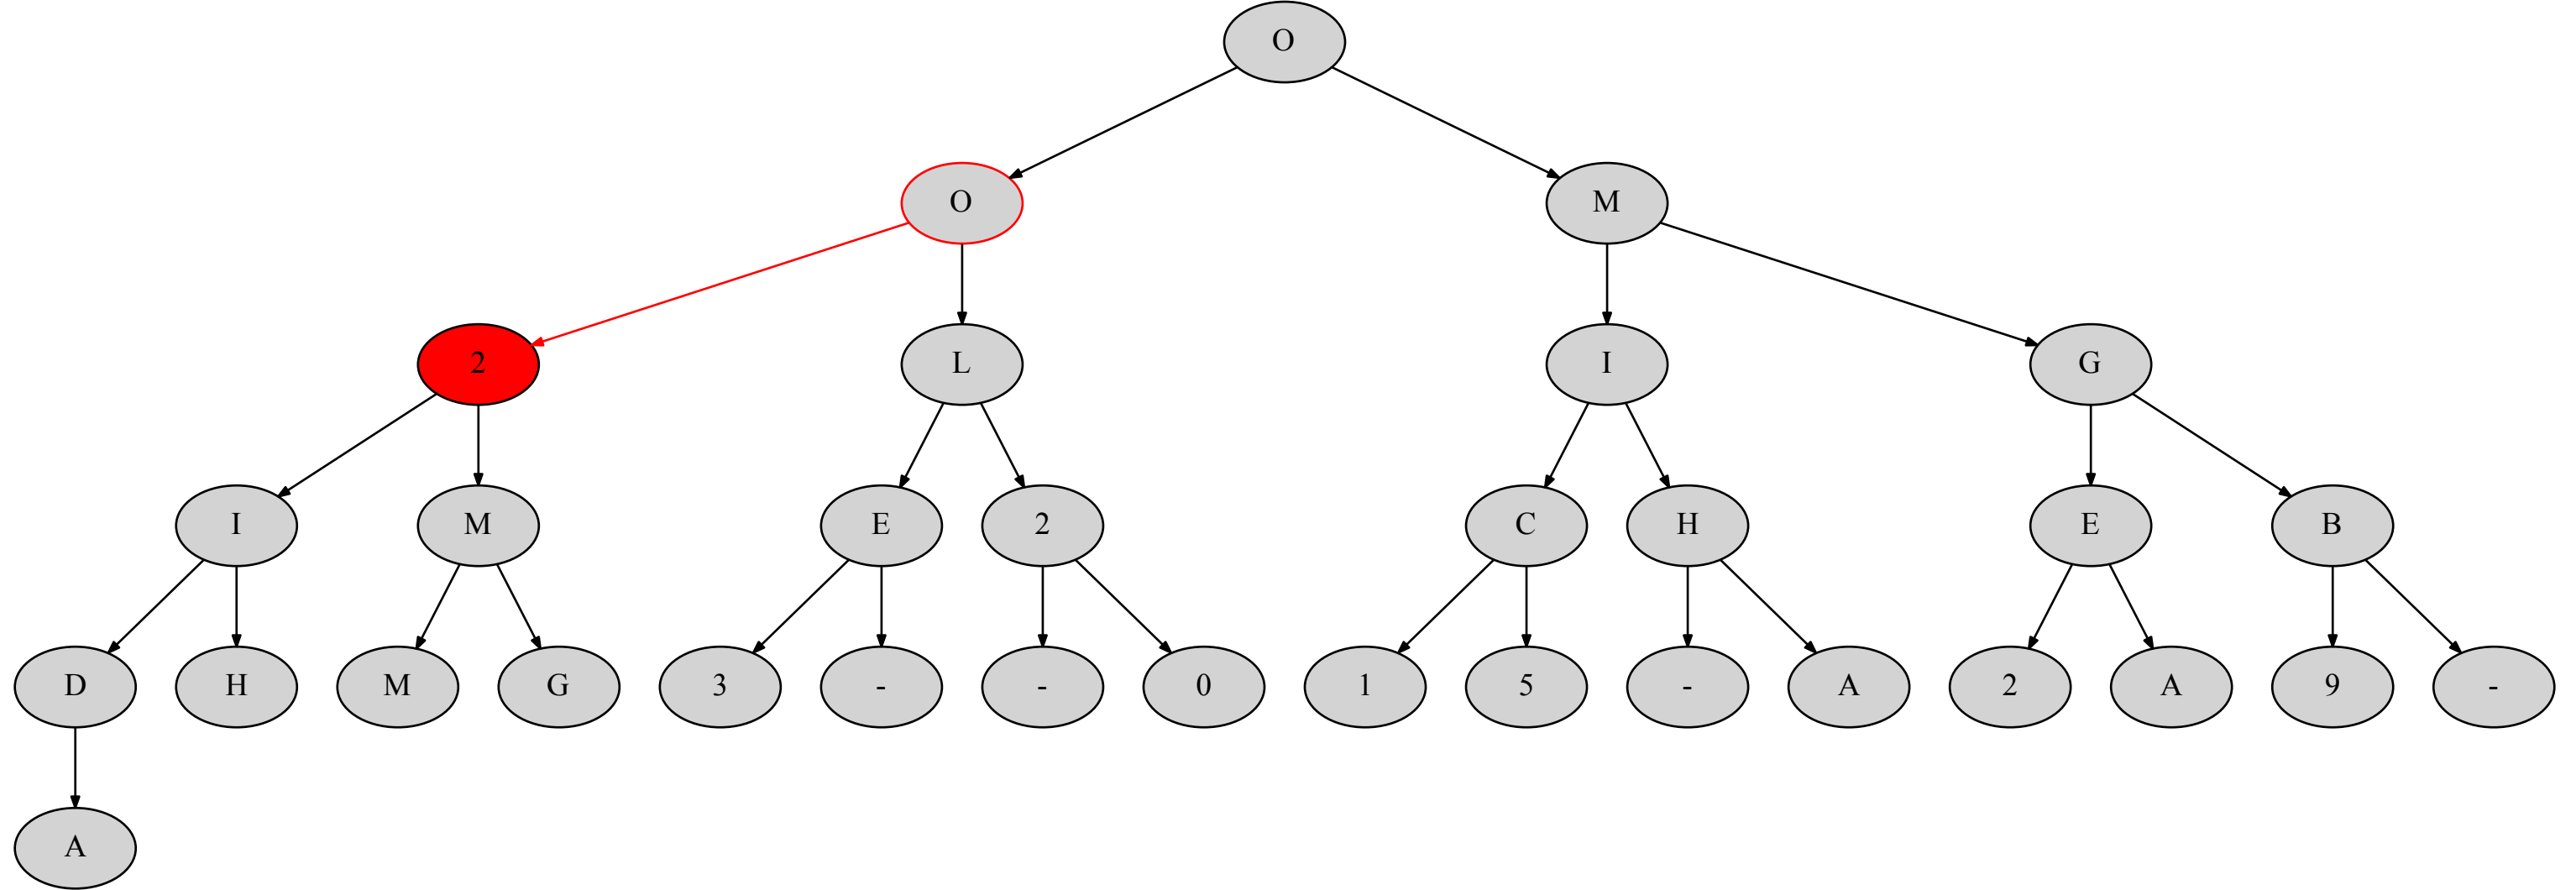 O
O M
2 L I G
I M E 2 C H E B
D H M G 3 - - 0 1 5 - A 2 A 9 -
A